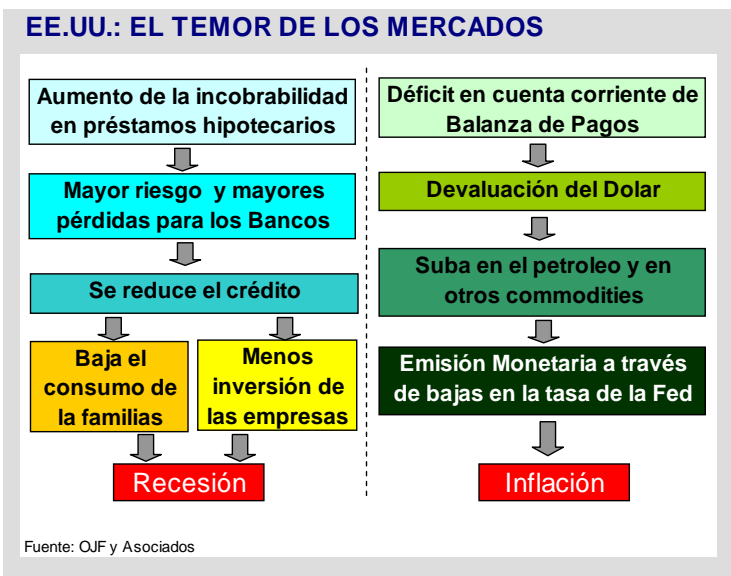 EE.UU.: EL TEMOR DE LOS MERCADOS
Aumento de la incobrabilidad
en préstamos hipotecarios
Mayor riesgo y mayores
pérdidas para los Bancos
Se reduce el crédito
Baja el
consumo de
la familias
Menos
inversión de
las empresas
Recesión
Déficit en cuenta corriente de
Balanza de Pagos
Devaluación del Dolar
Suba en el petroleo y en
otros commodities
Emisión Monetaria a través
de bajas en la tasa de la Fed
Inflación
Fuente: OJF y Asociados